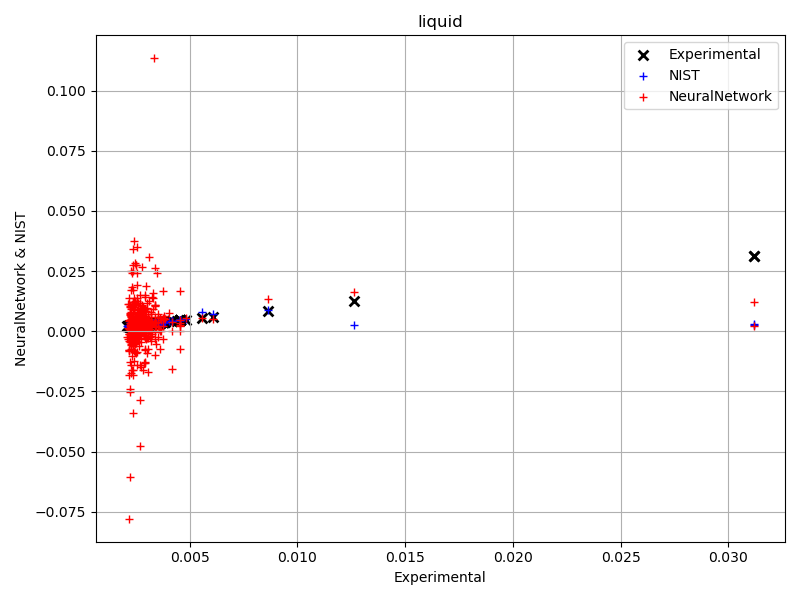 liquid
Experimental
NIST
NeuralNetwork
0.100
0.075
0.050
0.025
0.000
−0.025
−0.050
−0.075
NeuralNetwork & NIST
0.005
0.010
0.015
0.020
0.025
0.030
Experimental